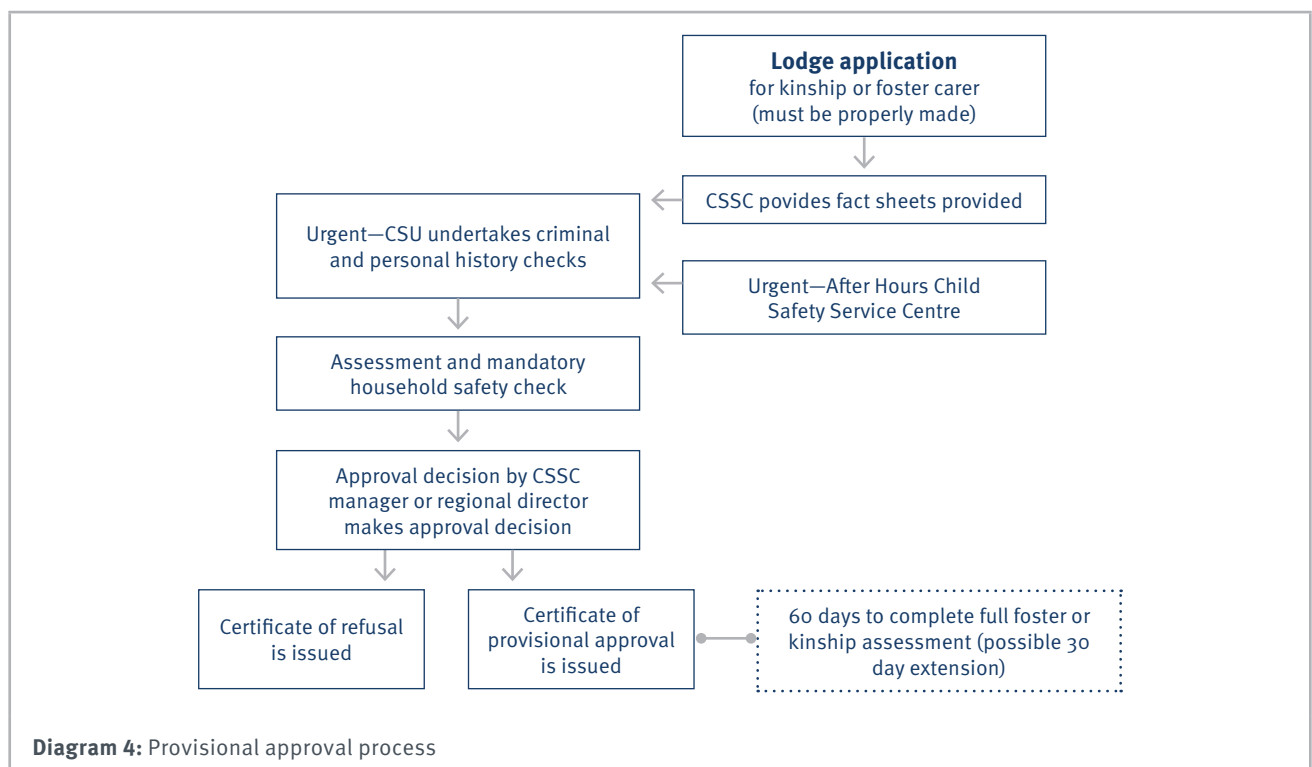 Lodge application
for kinship or foster carer
(must be properly made)
CSSC povides fact sheets provided
Urgent—CSU undertakes criminal
and personal history checks
Urgent—After Hours Child
Safety Service Centre
Assessment and mandatory
household safety check
Approval decision by CSSC
manager or regional director
makes approval decision
Certificate of refusal
is issued
Certificate of
provisional approval
is issued
60 days to complete full foster or
kinship assessment (possible 30
day extension)
Diagram 4: Provisional approval process